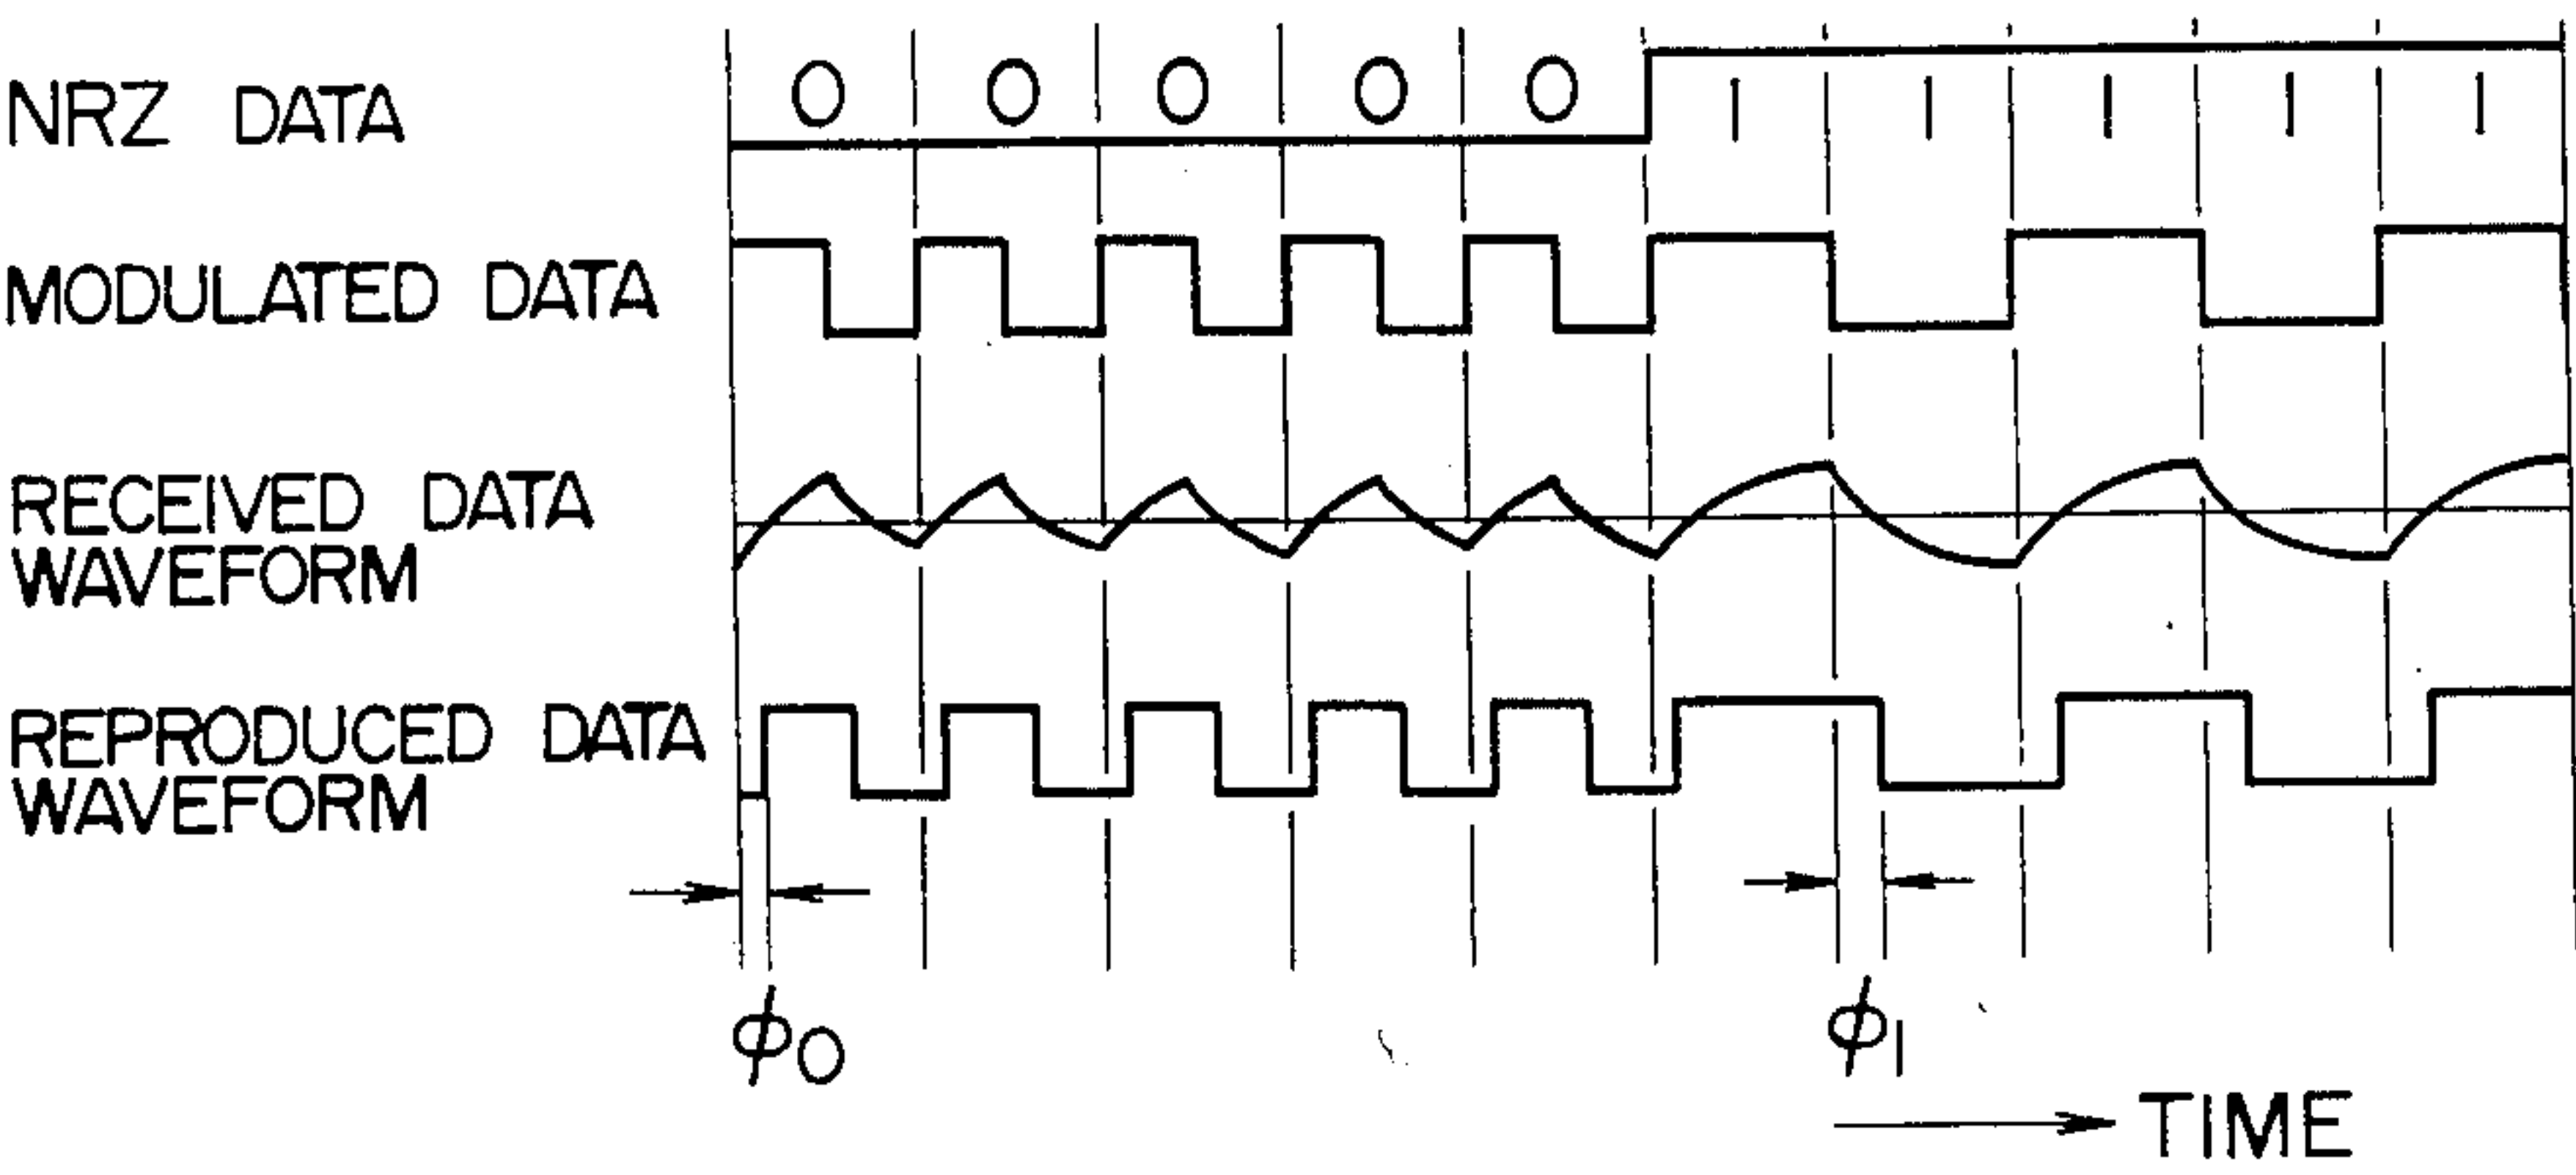 NRZ DATA
0 0 0 0 0 1 1 1 1 1
MODULATED DATA
RECEIVED DATA
WAVEFORM
REPRODUCED DATA
WAVEFORM
ϕ0
ϕ1
TIME